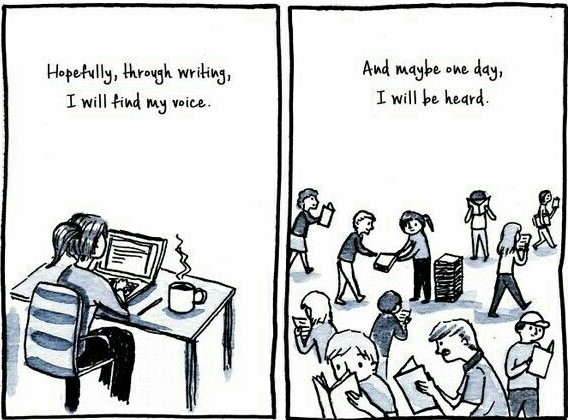 Hopefully, through writing,
I will find my voice.
And maybe one day,
I will be heard.